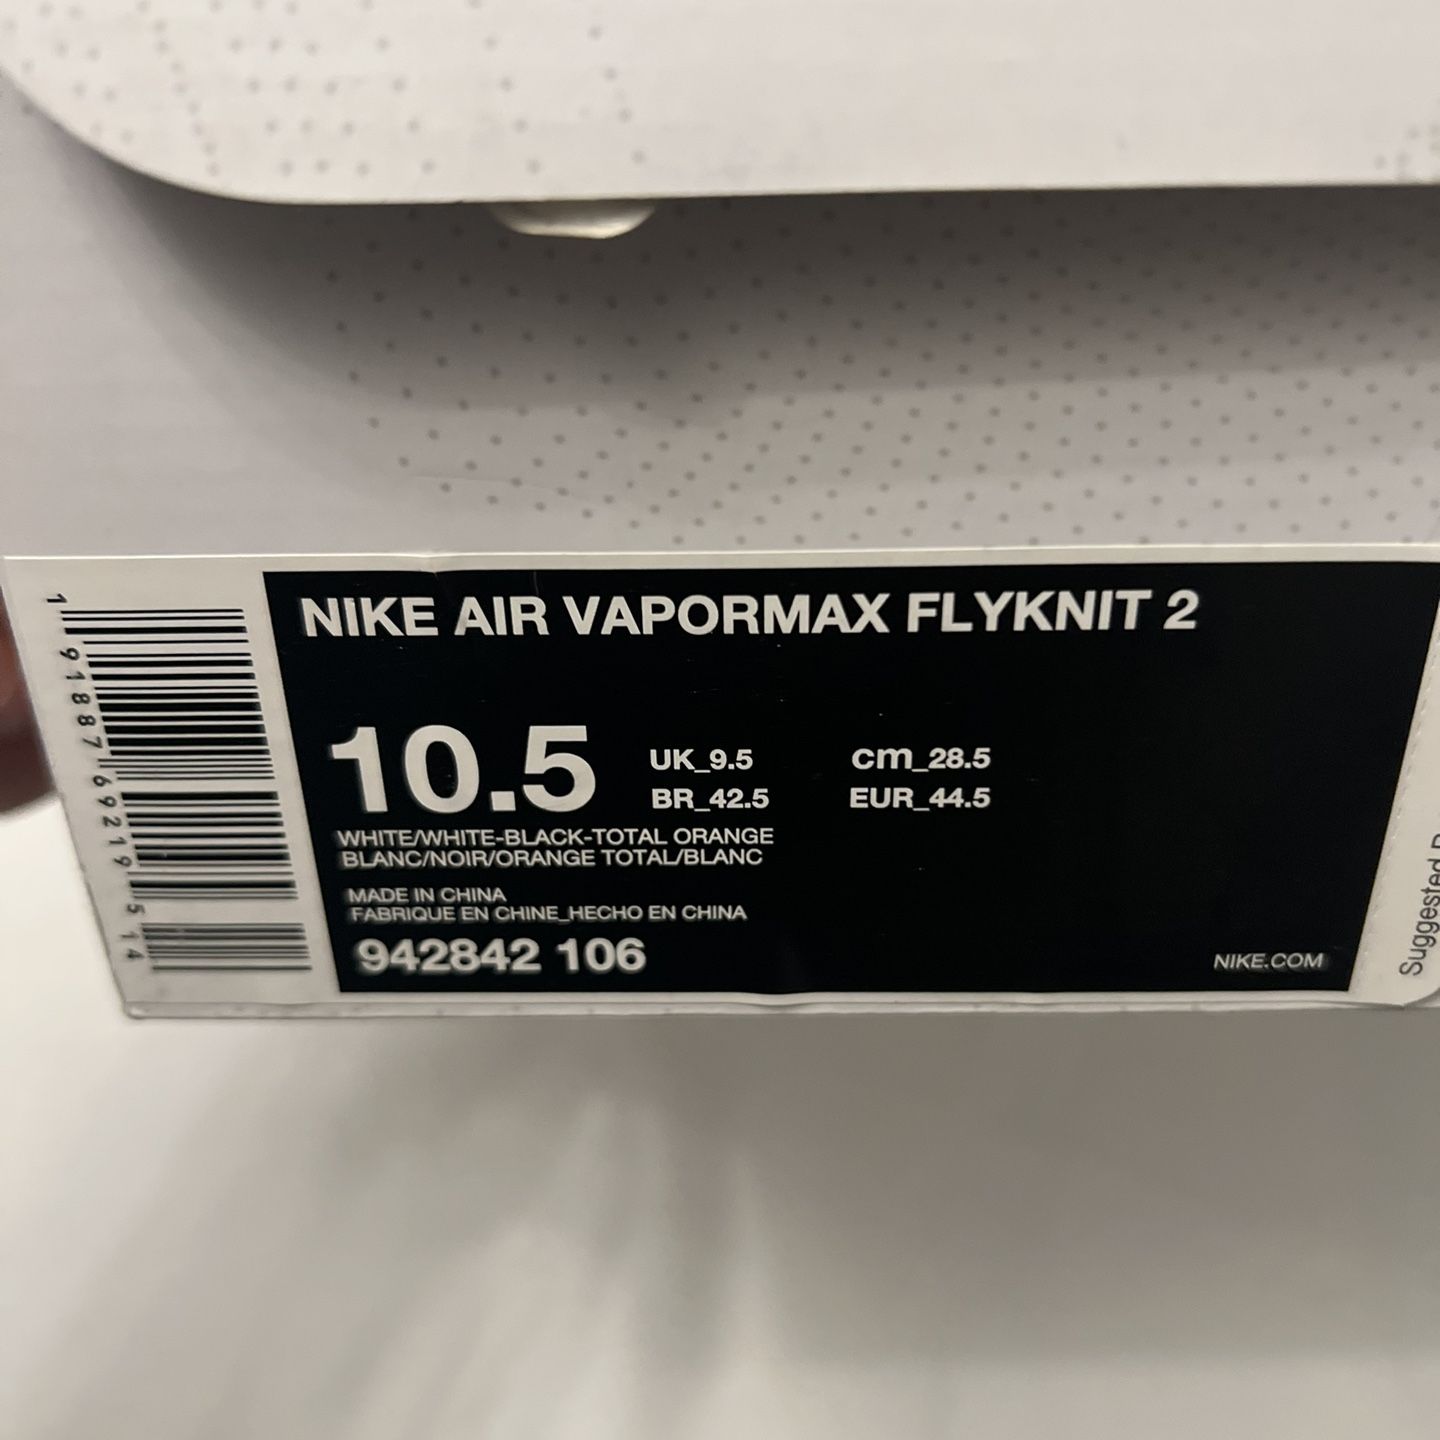 NIKE AIR VAPORMAX FLYKNIT 2
10.5
UK_9.5
cm_28.5
BR_42.5
EUR_44.5
WHITE/WHITE-BLACK-TOTAL ORANGE
BLANC/NOIR/ORANGE TOTAL/BLANC
MADE IN CHINA
FABRIQUE EN CHINE_HECHO EN CHINA
942842 106
NIKE.COM
1 91887 69219 514
Suggested